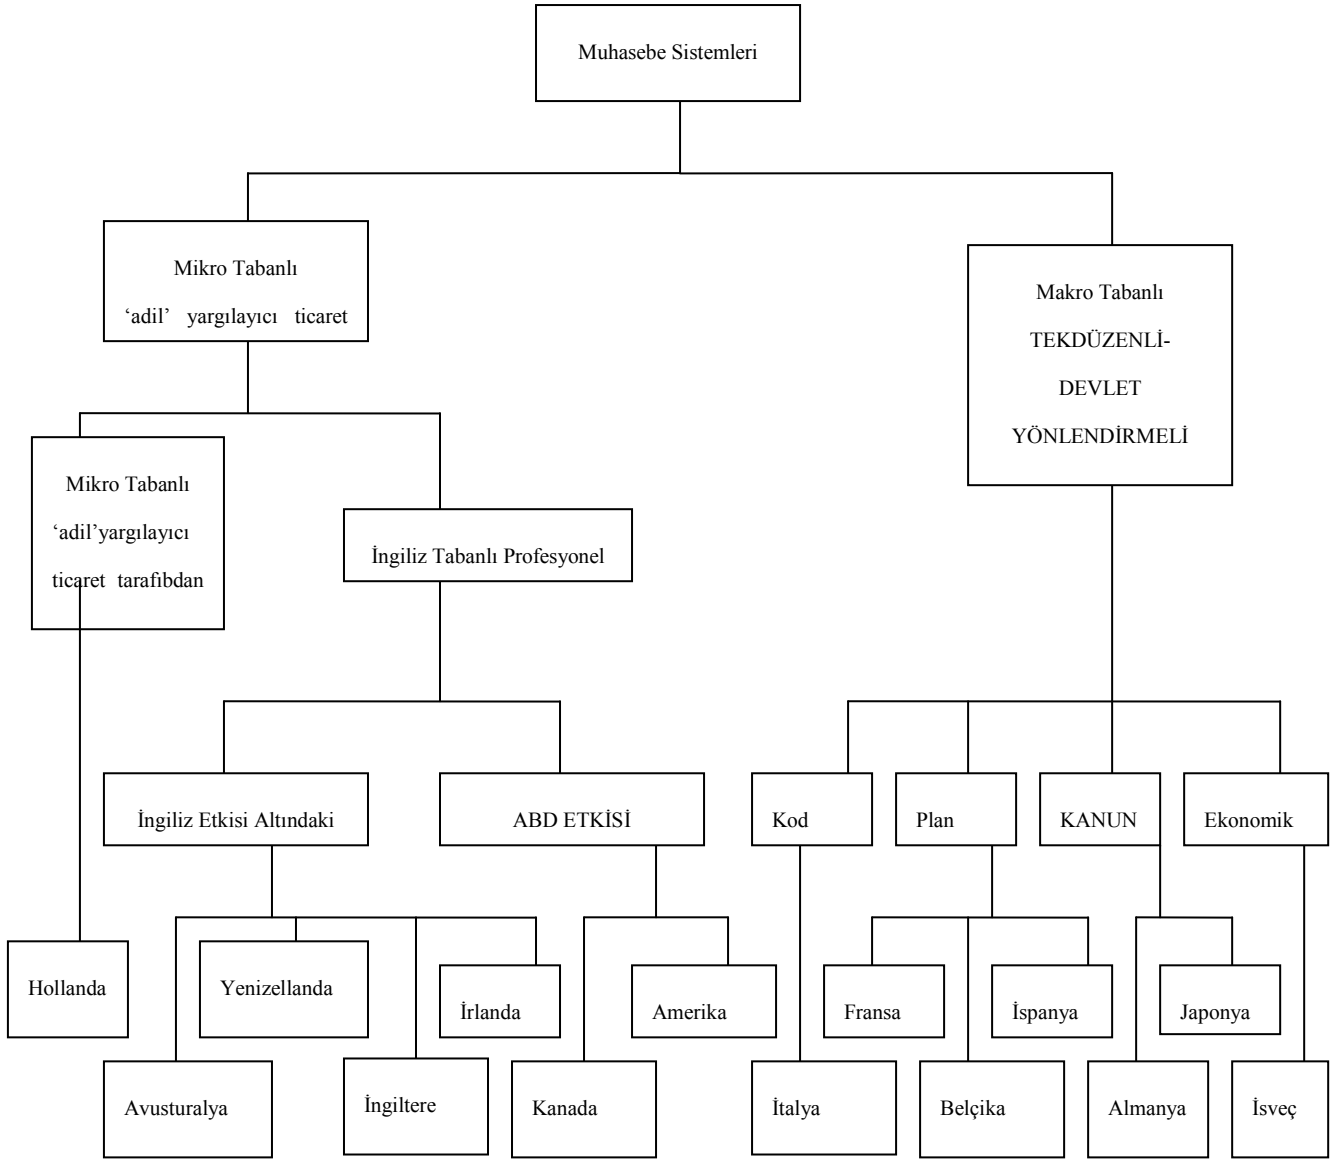 Muhasebe Sistemleri
Mikro Tabanlı
‘adil’ yargılayıcı ticaret
Makro Tabanlı
TEKDÜZENLİ-
DEVLET
YÖNLENDİRMELİ
Mikro Tabanlı
‘adil’yargılayıcı
ticaret tarafıbdan
İngiliz Tabanlı Profesyonel
İngiliz Etkisi Altındaki
ABD ETKİSİ
Kod
Plan
KANUN
Ekonomik
Hollanda
Yenizellanda
İrlanda
Amerika
Fransa
İspanya
Japonya
Avusturalya
İngiltere
Kanada
İtalya
Belçika
Almanya
İsveç